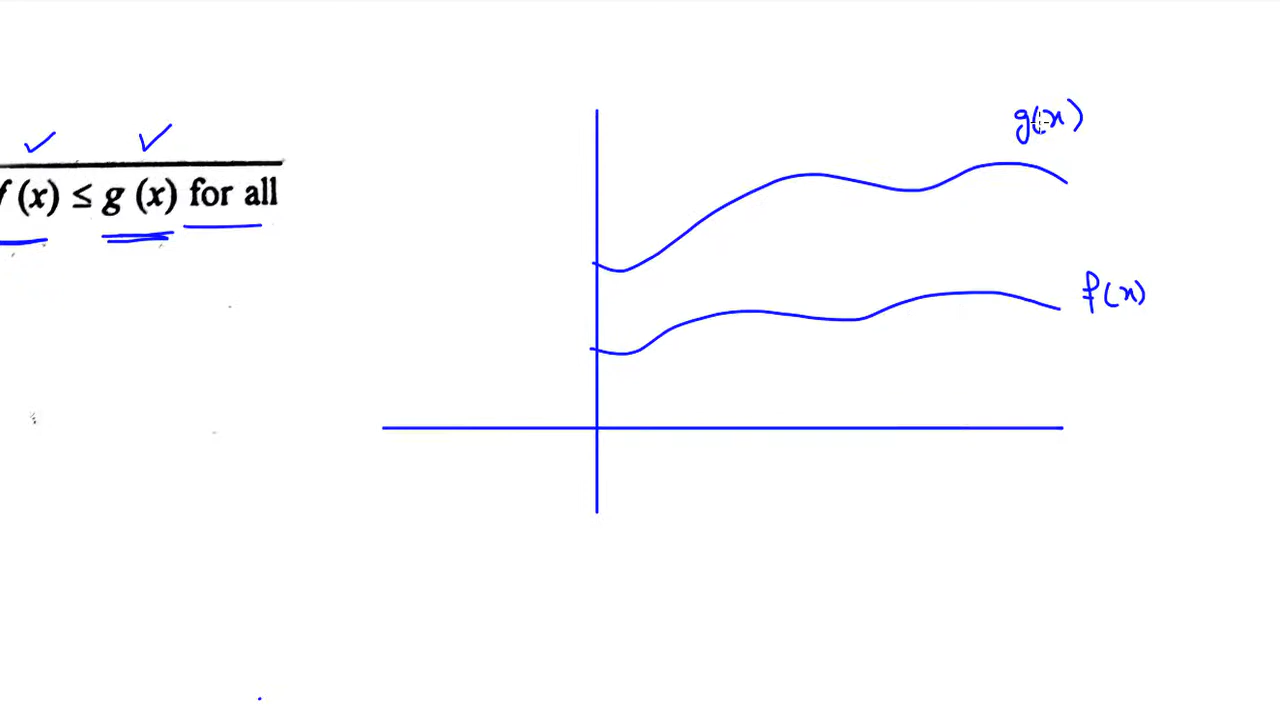 f (x) ≤ g (x) for all
g(x)
f(x)